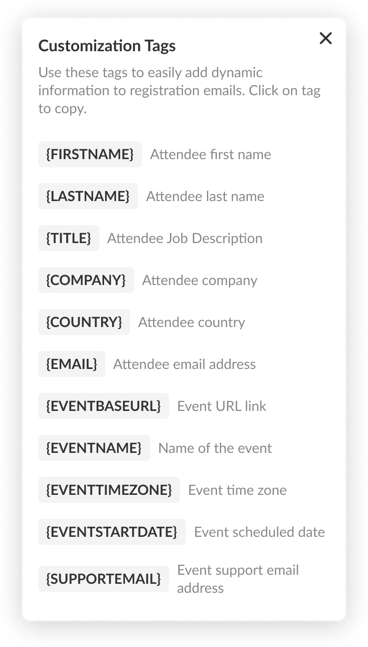 Customization Tags
Use these tags to easily add dynamic
information to registration emails. Click on tag
to copy.
{FIRSTNAME} Attendee first name
{LASTNAME} Attendee last name
{TITLE} Attendee Job Description
{COMPANY} Attendee company
{COUNTRY} Attendee country
{EMAIL} Attendee email address
{EVENTBASEURL} Event URL link
{EVENTNAME} Name of the event
{EVENTTIMEZONE} Event time zone
{EVENTSTARTDATE} Event scheduled date
{SUPPORTEMAIL} Event support email
address